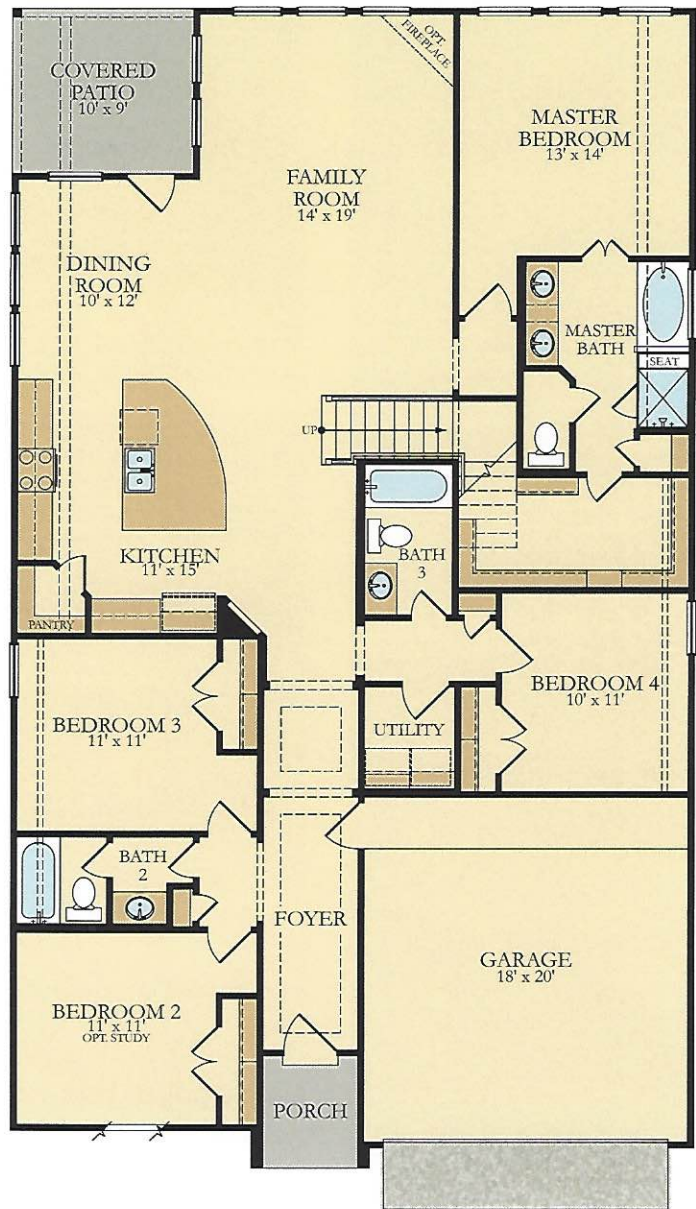 COVERED
PATIO
10' x 9'
OPT.
FIREPLACE
MASTER
BEDROOM
13' x 14'
FAMILY
ROOM
14' x 19'
DINING
ROOM
10' x 12'
MASTER
BATH
SEAT
UP
KITCHEN
11' x 15'
BATH
3
PANTRY
BEDROOM 4
10' x 11'
BEDROOM 3
11' x 11'
UTILITY
BATH
2
FOYER
GARAGE
18' x 20'
BEDROOM 2
11' x 11'
OPT. STUDY
PORCH